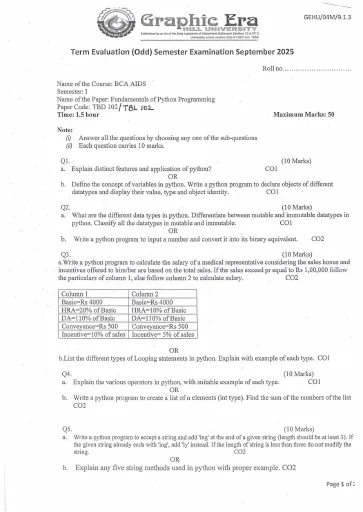 GEHU/04M/9.1.3
Graphic Era
HILL UNIVERSITY
Term Evaluation (Odd) Semester Examination September 2025
Roll no..............................
Name of the Course: BCA AIDS
Semester: I
Name of the Paper: Fundamentals of Python Programming
Paper Code: TBD 102/ TBL 102
Time: 1.5 hour Maximum Marks: 50
Note:
(i) Answer all the questions by choosing any one of the sub-questions
(ii) Each question carries 10 marks.
Q1. (10 Marks)
a. Explain distinct features and application of python? CO1
OR
b. Define the concept of variables in python. Write a python program to declare objects of different
datatypes and display their value, type and object identity. CO1
Q2. (10 Marks)
a. What are the different data types in python. Differentiate between mutable and immutable datatypes in
python. Classify all the datatypes in mutable and immutable. CO1
OR
b. Write a python program to input a number and convert it into its binary equivalent. CO2
Q3. (10 Marks)
a.Write a python program to calculate the salary of a medical representative considering the sales bonus and
incentives offered to him/her are based on the total sales. If the sales exceed or equal to Rs 1,00,000 follow
the particulars of column 1, else follow column 2 to calculate salary. CO2
Column 1 Column 2
Basic=Rs 4000 Basic=Rs 4000
HRA=20% of Basic HRA=10% of Basic
DA=110% of Basic DA=110% of Basic
Conveyance=Rs 500 Conveyance=Rs 500
Incentive=10% of sales Incentive= 5% of sales
OR
b.List the different types of Looping statements in python. Explain with example of each type. CO1
Q4. (10 Marks)
a. Explain the various operators in python, with suitable example of each type. CO1
OR
b. Write a python program to create a list of n elements (int type). Find the sum of the numbers of the list
CO2
Q5. (10 Marks)
a. Write a python program to accept a string and add 'ing' at the end of a given string (length should be at least 3). If
the given string already ends with 'ing', add 'ly' instead. If the length of string is less than three do not modify the
string. CO2
OR
b. Explain any five string methods used in python with proper example. CO2
Page 1 of